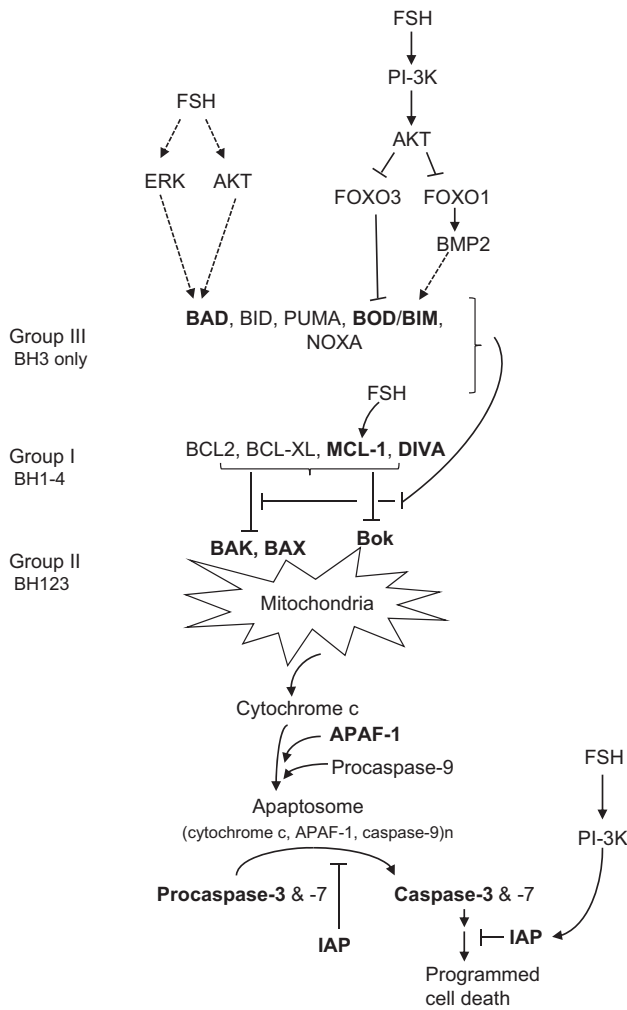 FSH
PI-3K
FSH
AKT
ERK AKT
FOXO3 FOXO1
BMP2
BAD, BID, PUMA, BOD/BIM,
NOXA
Group III
BH3 only
FSH
BCL2, BCL-XL, MCL-1, DIVA
Group I
BH1-4
Bok
BAK, BAX
Group II
BH123
Mitochondria
Cytochrome c
APAF-1
Procaspase-9
FSH
Apaptosome
(cytochrome c, APAF-1, caspase-9)n
PI-3K
Procaspase-3 & -7
Caspase-3 & -7
IAP
IAP
Programmed
cell death